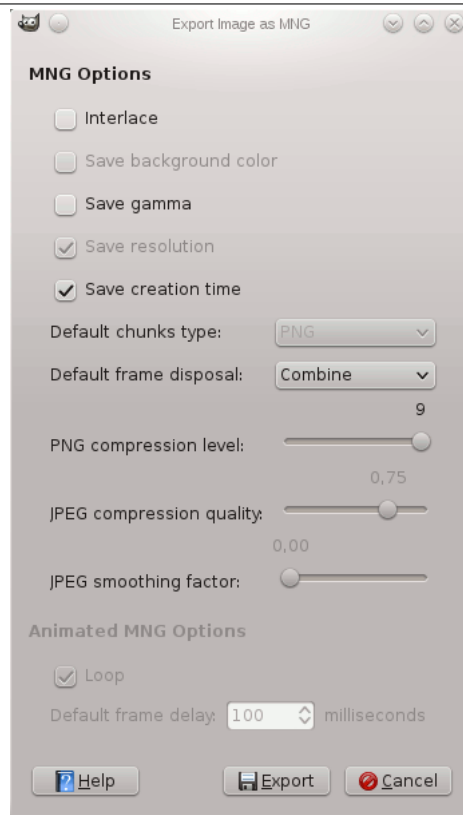 Export Image as MNG
MNG Options
Interlace
Save background color
Save gamma
Save resolution
Save creation time
Default chunks type: PNG
Default frame disposal: Combine
9
PNG compression level:
0,75
JPEG compression quality:
0,00
JPEG smoothing factor:
Animated MNG Options
Loop
Default frame delay: 100 milliseconds
Help Export Cancel